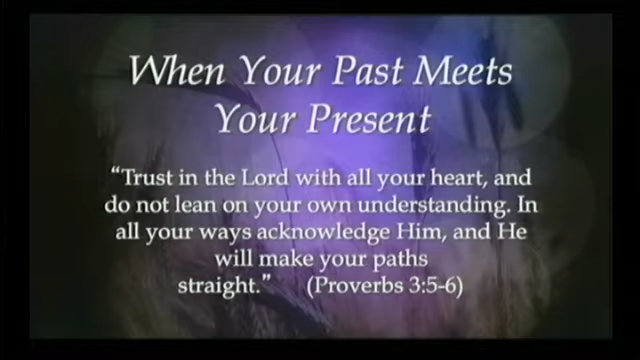 When Your Past Meets
Your Present
“Trust in the Lord with all your heart, and
do not lean on your own understanding. In
all your ways acknowledge Him, and He
will make your paths
straight.” (Proverbs 3:5-6)